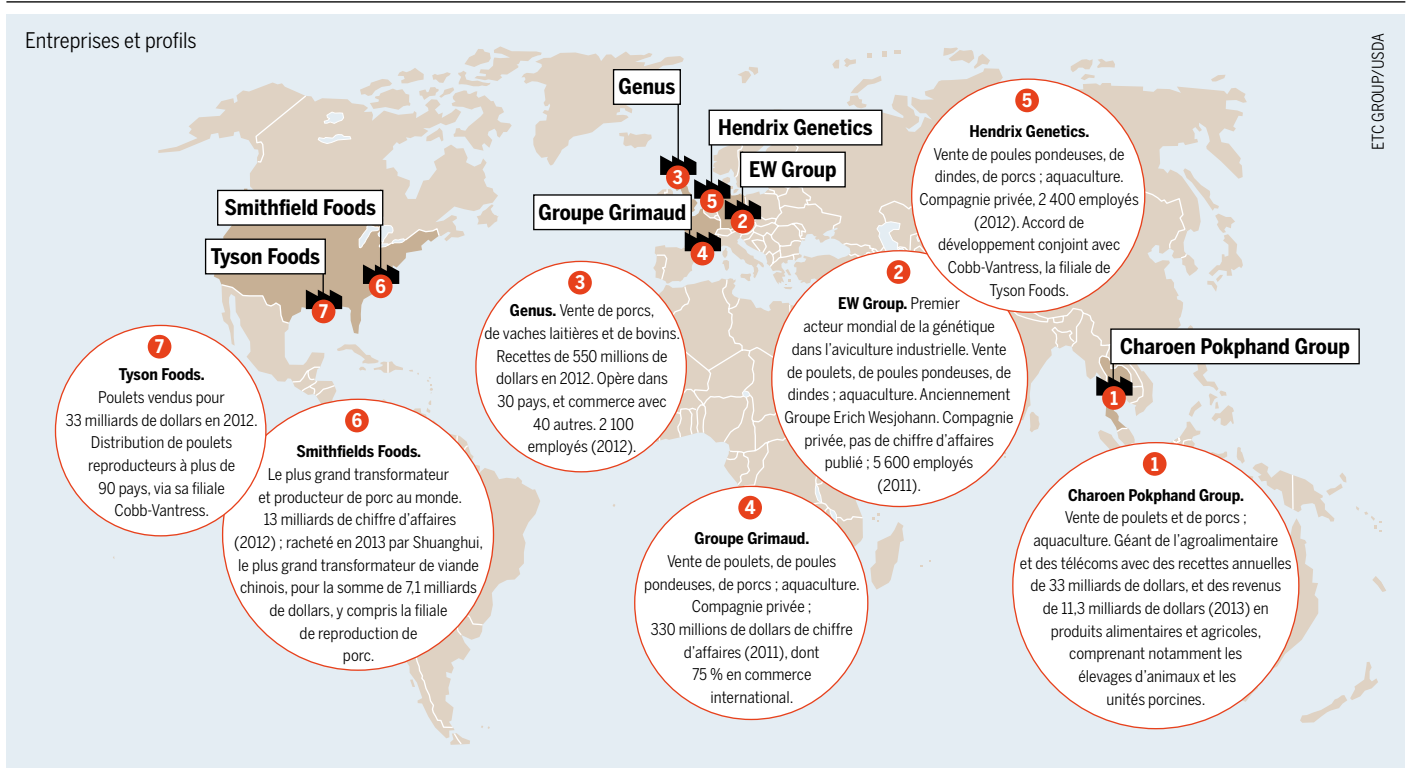 Entreprises et profils
ETC GROUP/USDA
Genus
Hendrix Genetics
EW Group
Groupe Grimaud
Smithfield Foods
Tyson Foods
Charoen Pokphand Group
3
5
2
4
6
7
1
5
Hendrix Genetics.
Vente de poules pondeuses, de
dindes, de porcs ; aquaculture.
Compagnie privée, 2 400 employés
(2012). Accord de
développement conjoint avec
Cobb-Vantress, la filiale de
Tyson Foods.
2
EW Group. Premier
acteur mondial de la génétique
dans l'aviculture industrielle. Vente
de poulets, de poules pondeuses, de
dindes ; aquaculture. Anciennement
Groupe Erich Wesjohann. Compagnie
privée, pas de chiffre d'affaires
publié ; 5 600 employés
(2011).
3
Genus. Vente de porcs,
de vaches laitières et de bovins.
Recettes de 550 millions de
dollars en 2012. Opère dans
30 pays, et commerce avec
40 autres. 2 100
employés (2012).
7
Tyson Foods.
Poulets vendus pour
33 milliards de dollars en 2012.
Distribution de poulets
reproducteurs à plus de
90 pays, via sa filiale
Cobb-Vantress.
6
Smithfields Foods.
Le plus grand transformateur
et producteur de porc au monde.
13 milliards de chiffre d'affaires
(2012) ; racheté en 2013 par Shuanghui,
le plus grand transformateur de viande
chinois, pour la somme de 7,1 milliards
de dollars, y compris la filiale
de reproduction de
porc.
4
Groupe Grimaud.
Vente de poulets, de poules
pondeuses, de porcs ; aquaculture.
Compagnie privée ;
330 millions de dollars de chiffre
d'affaires (2011), dont
75 % en commerce
international.
1
Charoen Pokphand Group.
Vente de poulets et de porcs ;
aquaculture. Géant de l'agroalimentaire
et des télécoms avec des recettes annuelles
de 33 milliards de dollars, et des revenus
de 11,3 milliards de dollars (2013) en
produits alimentaires et agricoles,
comprenant notamment les
élevages d'animaux et les
unités porcines.